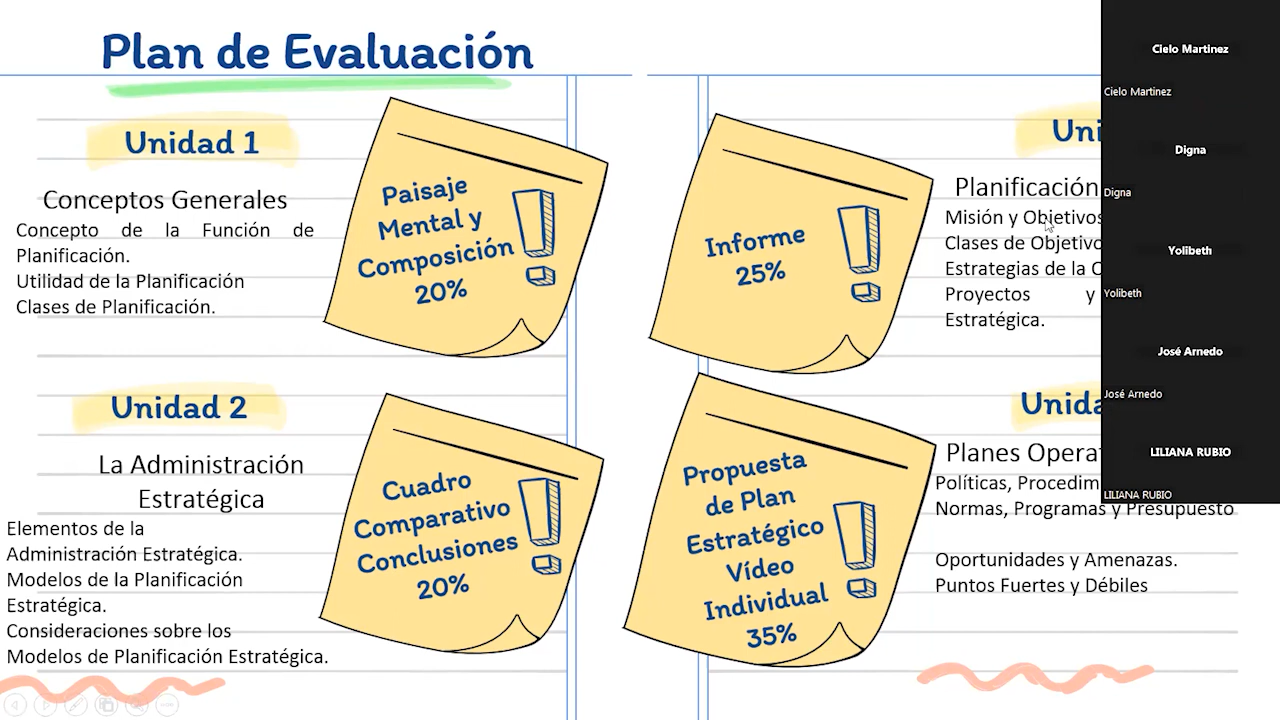 Plan de Evaluación
Unidad 1
Conceptos Generales
Concepto de la Función de
Planificación.
Utilidad de la Planificación
Clases de Planificación.
Paisaje
Mental y
Composición
20%
Unidad 2
La Administración
Estratégica
Elementos de la
Administración Estratégica.
Modelos de la Planificación
Estratégica.
Consideraciones sobre los
Modelos de Planificación Estratégica.
Cuadro
Comparativo
Conclusiones
20%
Informe
25%
Planificación
Misión y Objetivos
Clases de
Estrategias de la
Proyectos y
Estratégica.
Propuesta
de Plan
Estratégico
Vídeo
Individual
35%
Planes
Políticas,
Normas, Programas y Presupuesto
Oportunidades y Amenazas.
Puntos Fuertes y Débiles
Cielo Martinez
Cielo Martinez
Digna
Digna
Yolibeth
Yolibeth
José Arnedo
José Arnedo
LILIANA RUBIO
LILIANA RUBIO